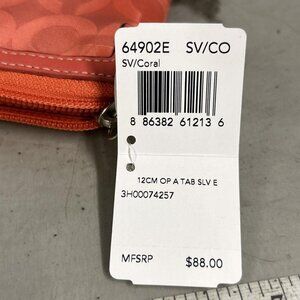 64902E SV/CO
SV/Coral
8 86382 61213 6
12CM OP A TAB SLV E
3H00074257
MFSRP $88.00